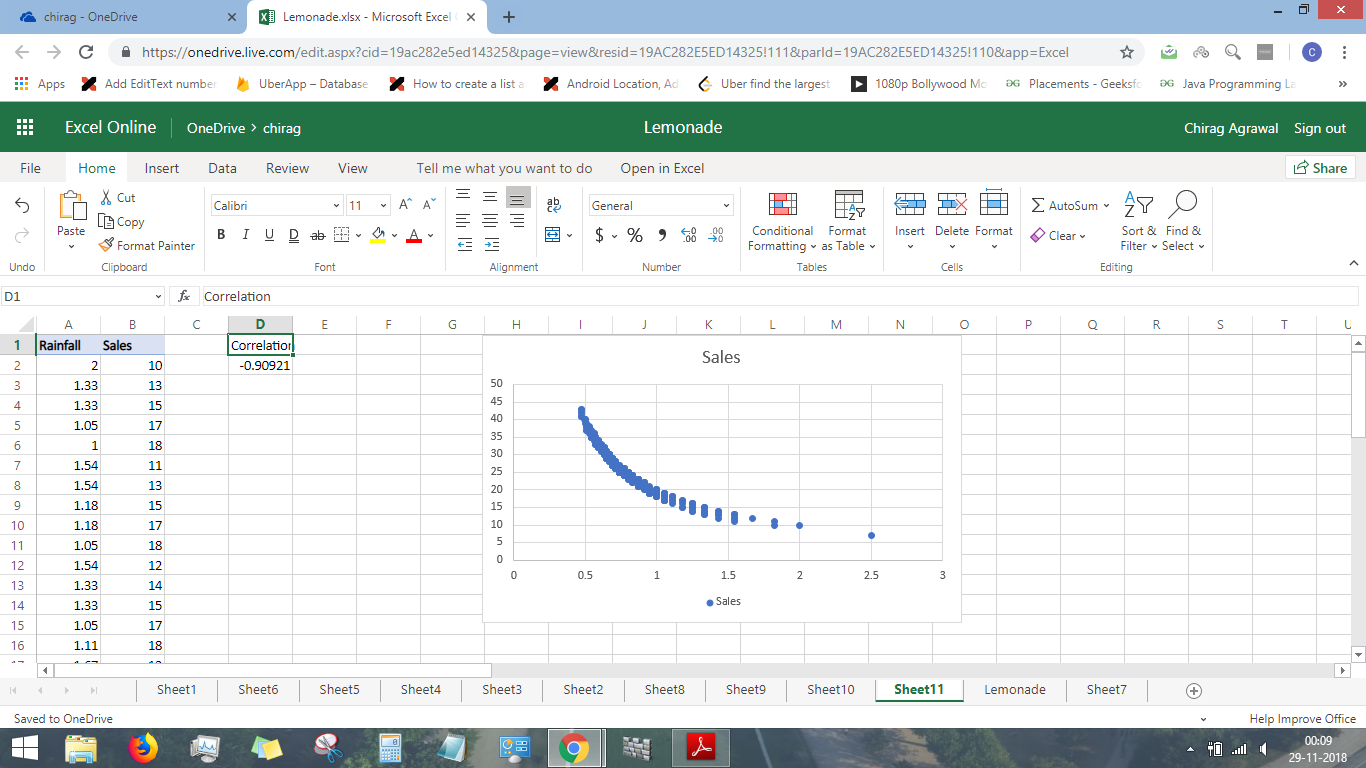 chirag - OneDrive
Lemonade.xlsx - Microsoft Excel
https://onedrive.live.com/edit.aspx?cid=19ac282e5ed14325&page=view&resid=19AC282E5ED14325!111&parId=19AC282E5ED14325!110&app=Excel
C
Apps Add EditText number UberApp – Database How to create a list a Android Location, Ad Uber find the largest 1080p Bollywood Mo Placements - Geeksfo Java Programming La »
Excel Online OneDrive > chirag Lemonade Chirag Agrawal Sign out
File Home Insert Data Review View Tell me what you want to do Open in Excel Share
Cut
Copy
Format Painter
Paste
Calibri 11
B I U D ab
A A A
ab
General
$ % .00 .00
Conditional Formatting
Format as Table
Insert Delete Format
AutoSum
Clear
Sort & Filter
Find & Select
Undo Clipboard Font Alignment Number Tables Cells Editing
D1 fx Correlation
A B C D E F G H I J K L M N O P Q R S T U
1 Rainfall Sales Correlation
2 2 10 -0.90921
3 1.33 13
4 1.33 15
5 1.05 17
6 1 18
7 1.54 11
8 1.54 13
9 1.18 15
10 1.18 17
11 1.05 18
12 1.54 12
13 1.33 14
14 1.33 15
15 1.05 17
16 1.11 18
Sales
50
45
40
35
30
25
20
15
10
5
0
0 0.5 1 1.5 2 2.5 3
Sales
Sheet1 Sheet6 Sheet5 Sheet4 Sheet3 Sheet2 Sheet8 Sheet9 Sheet10 Sheet11 Lemonade Sheet7
Saved to OneDrive Help Improve Office
00:09
29-11-2018